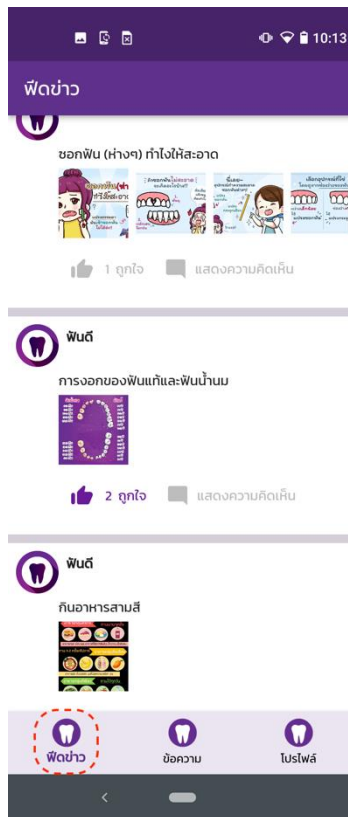 10:13
ฟีดข่าว
ซอกฟัน (ห่างๆ) ทำไงให้สะอาด
1 ถูกใจ แสดงความคิดเห็น
ฟันดี
การงอกของฟันแท้และฟันน้ำนม
2 ถูกใจ แสดงความคิดเห็น
ฟันดี
กินอาหารสามสี
ฟีดข่าว ข้อความ โปรไฟล์